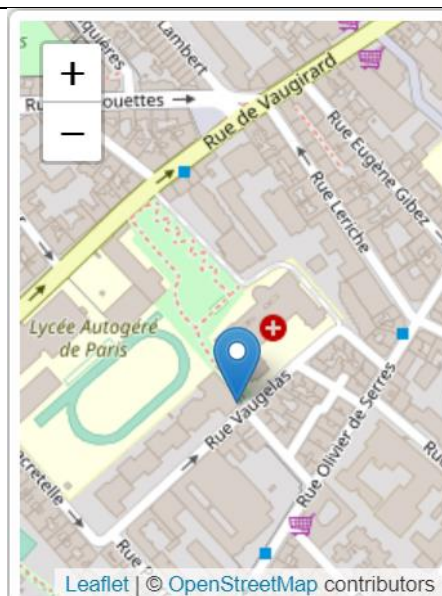 +
−
Lambert
ouettes →
Rue de Vaugirard
Rue Eugène Gibez
Rue Leriche
Lycée Autogéré
de Paris
Rue Vaugelas
Rue Olivier de Serres
Leaflet | © OpenStreetMap contributors